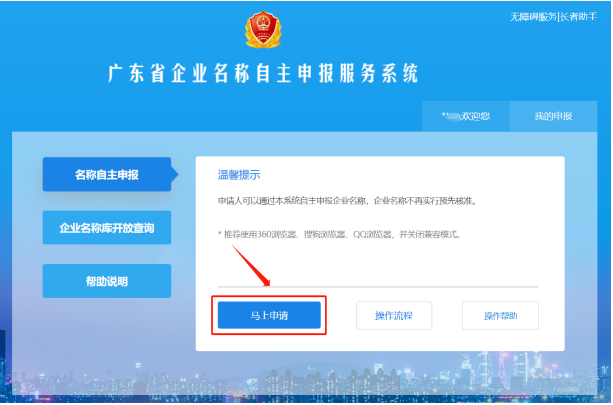 无障碍服务|长者助手
广东省企业名称自主申报服务系统
欢迎您 我的申报
名称自主申报
温馨提示
申请人可以通过本系统自主申报企业名称，企业名称不再实行预先核准。
企业名称库开放查询
* 推荐使用360浏览器、搜狗浏览器、QQ浏览器，并关闭兼容模式。
帮助说明
马上申请 操作流程 操作帮助